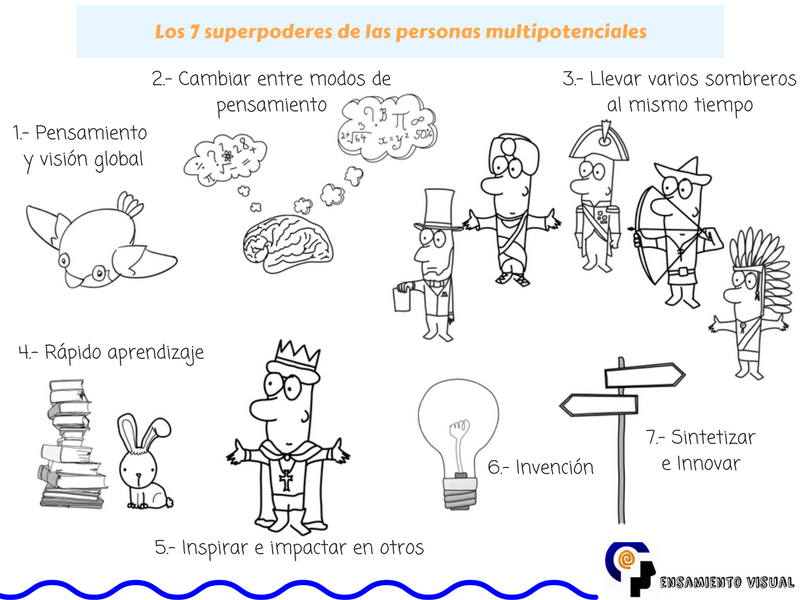 Los 7 superpoderes de las personas multipotenciales
1.- Pensamiento
y visión global
2.- Cambiar entre modos de
pensamiento
3.- Llevar varios sombreros
al mismo tiempo
4.- Rápido aprendizaje
5.- Inspirar e impactar en otros
6.- Invención
7.- Sintetizar
e Innovar
ENSAMIENTO VISUAL